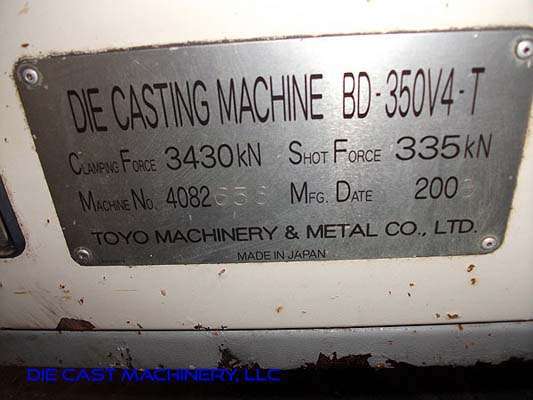 DIE CASTING MACHINE BD-350V4-T
CLAMPING FORCE 3430kN SHOT FORCE 335kN
MACHINE NO. MFG. DATE
TOYO MACHINERY & METAL CO., LTD.
MADE IN JAPAN
DIE CAST MACHINERY, LLC